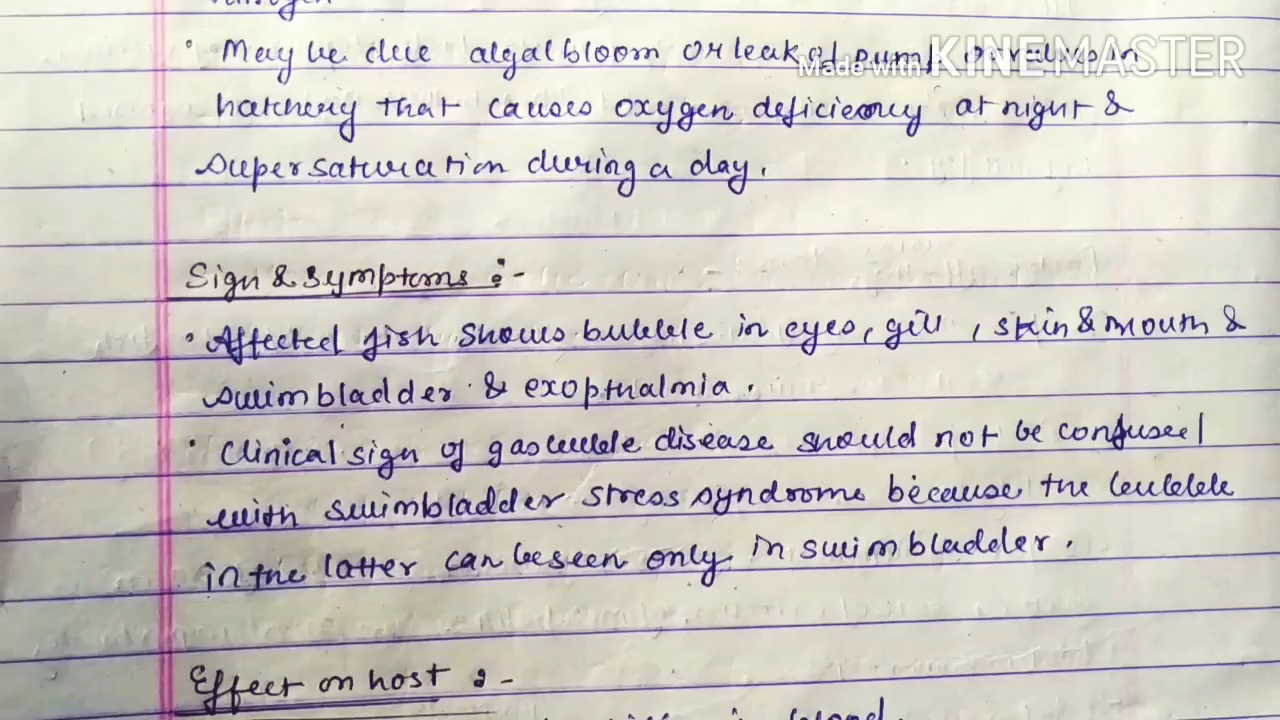 • May be due algal bloom or leak of pump or valves in
Made with KINEMASTER
hatchery that causes oxygen deficiency at night &
supersaturation during a day.
Sign & symptoms :-
• Affected fish shows bubble in eyes, gill, skin & mouth &
swimbladder & exopthalmia.
• Clinical sign of gas bubble disease should not be confused
with swimbladder stress syndrome because the bubble
in the latter can be seen only in swimbladder.
Effect on host :-